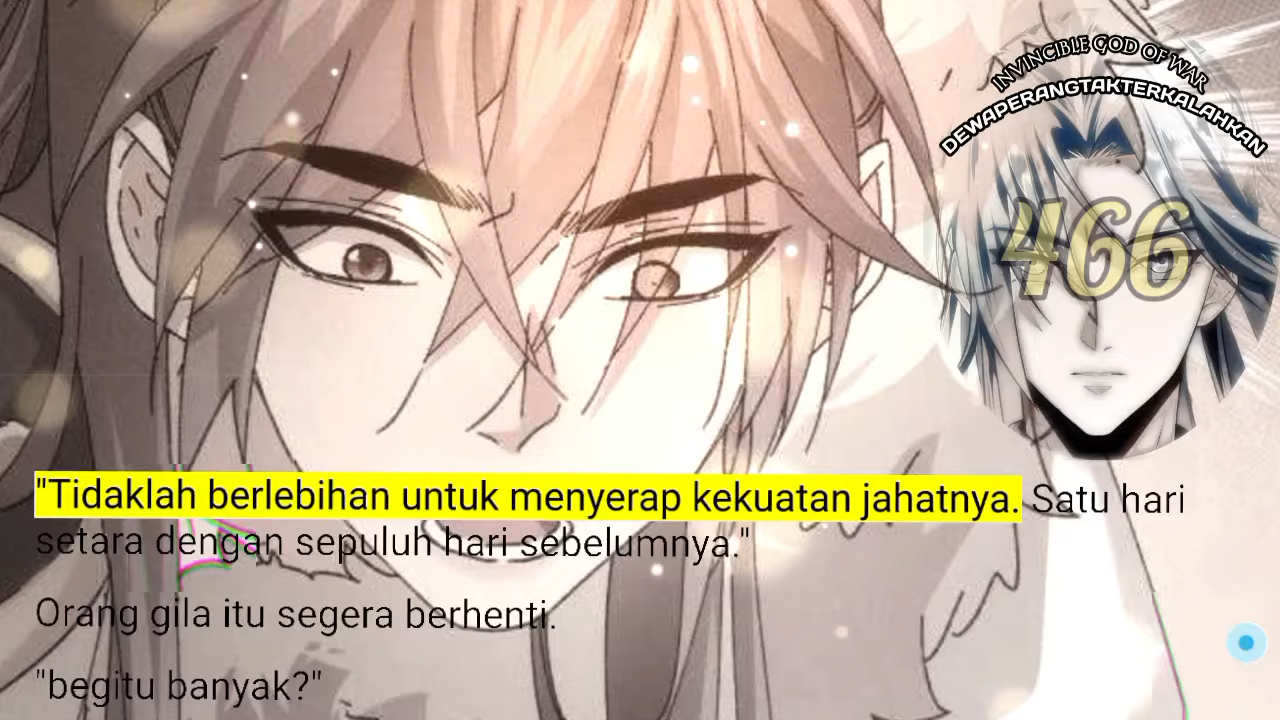 INVINCIBLE GOD OF WAR
DEWAPERANGTAKTERKALAHKAN
466
"Tidaklah berlebihan untuk menyerap kekuatan jahatnya. Satu hari
setara dengan sepuluh hari sebelumnya."
Orang gila itu segera berhenti.
"begitu banyak?"